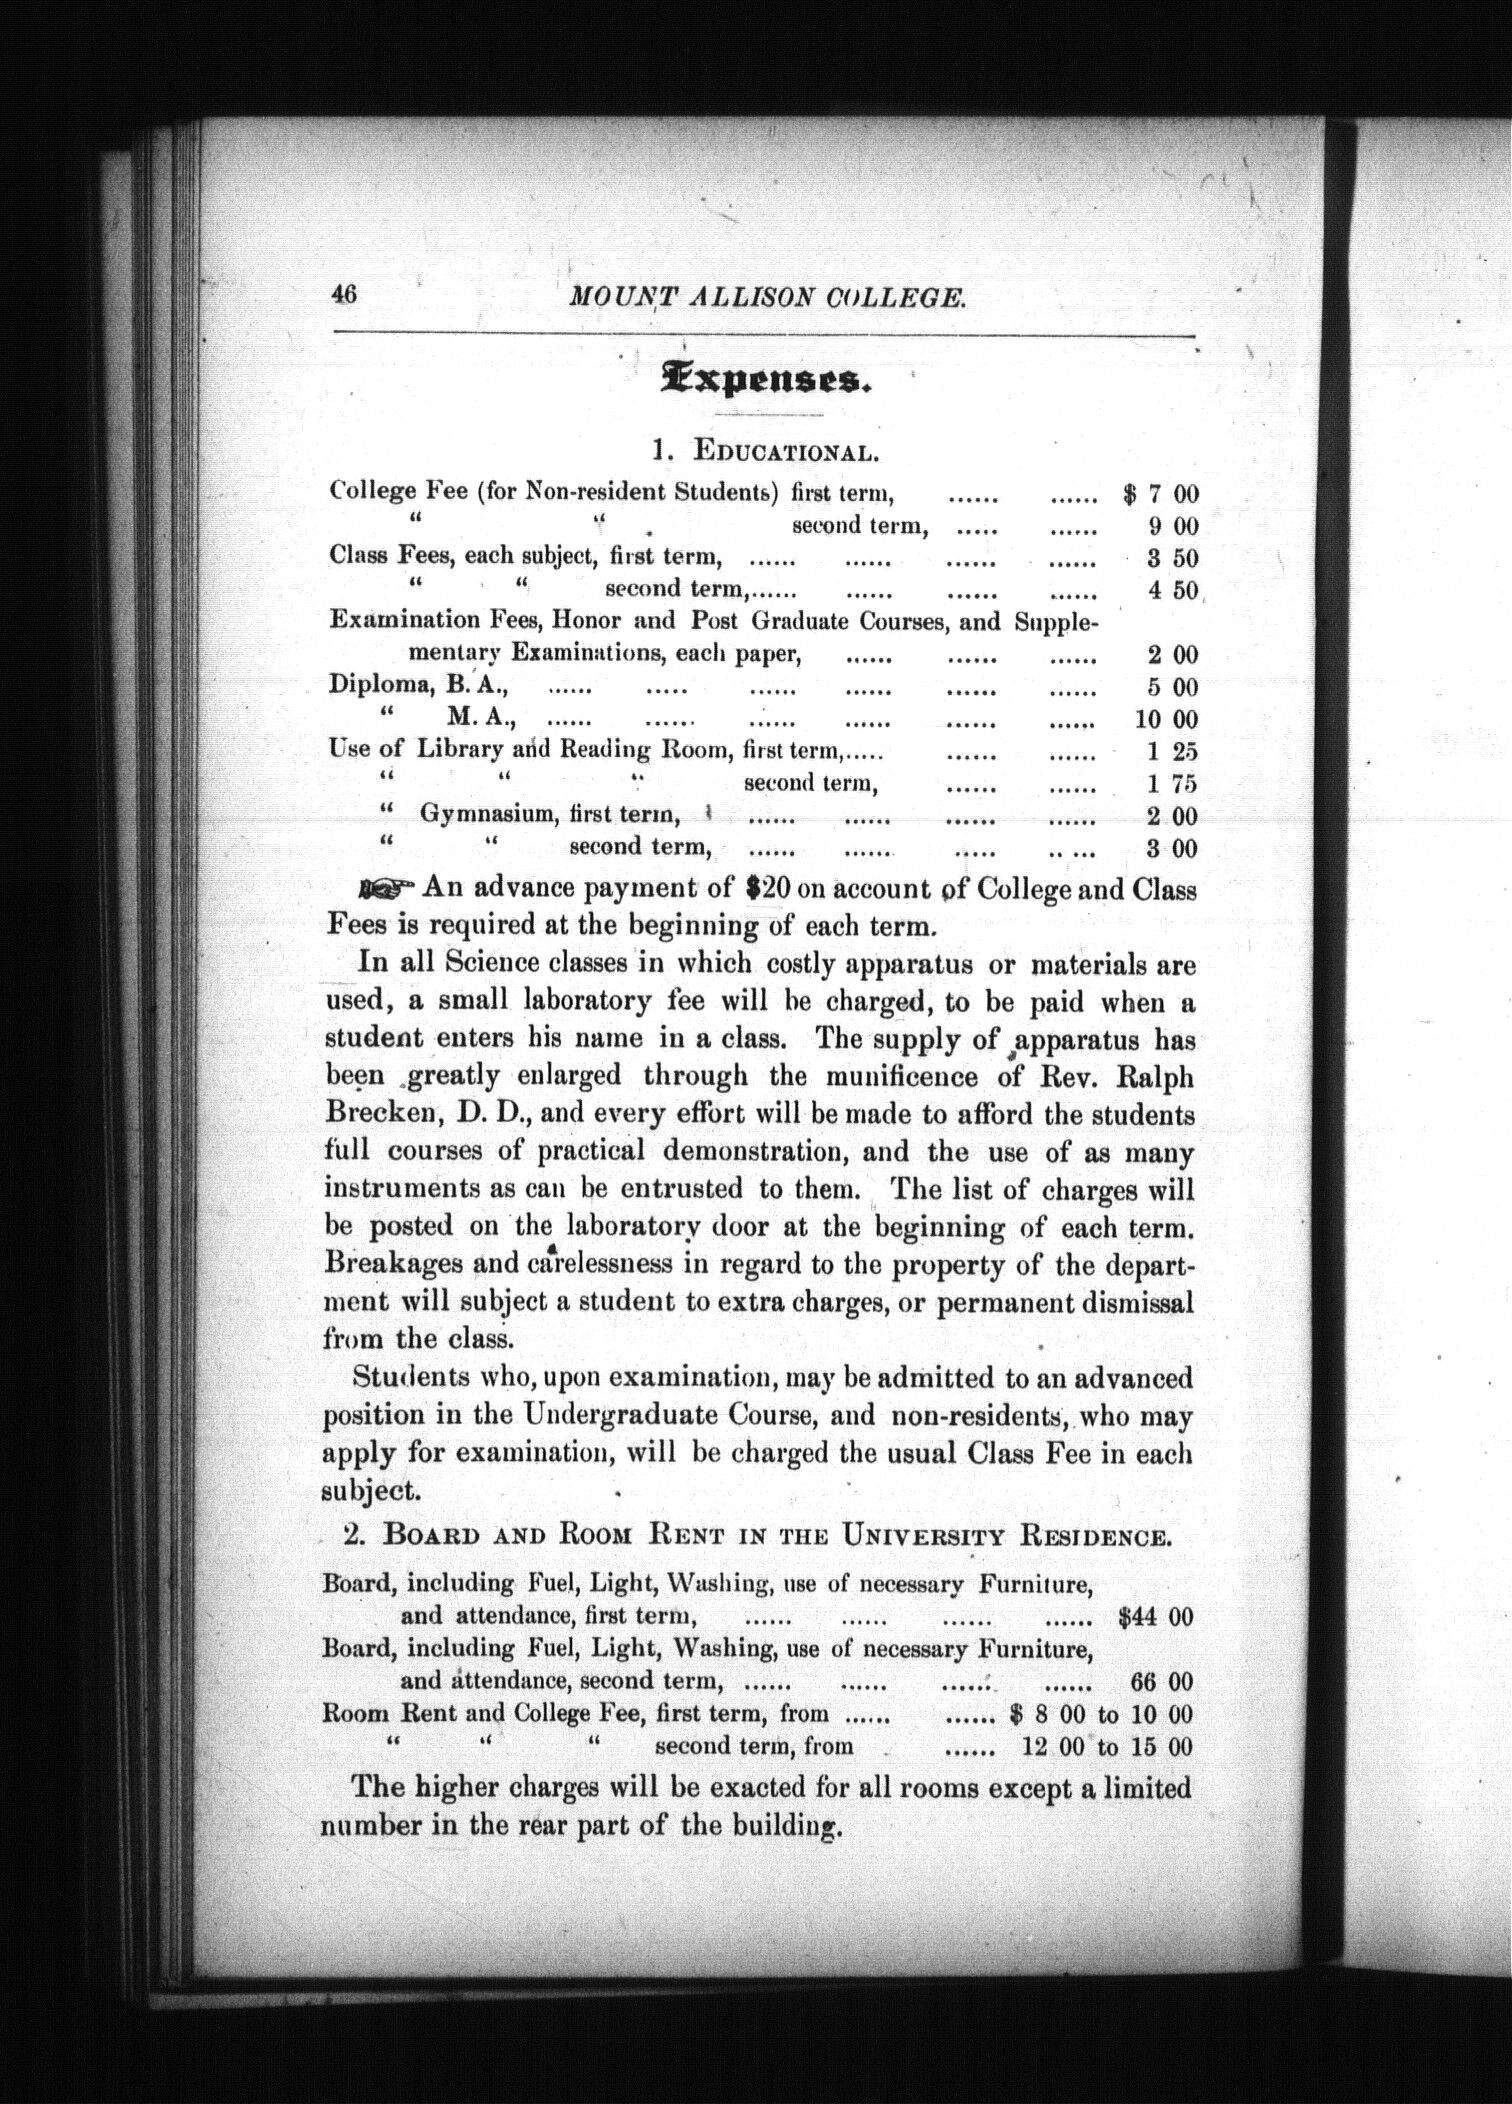 46 MOUNT ALLISON COLLEGE.
Expenses.
1. EDUCATIONAL.
College Fee (for Non-resident Students) first term, ...... ...... $ 7 00
“ “ second term, ..... ...... 9 00
Class Fees, each subject, first term, ...... ...... ...... ...... 3 50
“ “ second term,...... ...... ...... ...... 4 50
Examination Fees, Honor and Post Graduate Courses, and Supple-
mentary Examinations, each paper, ...... ...... ...... 2 00
Diploma, B. A., ...... ..... ...... ...... ...... ...... 5 00
“ M. A., ...... ...... ...... ...... ...... ...... 10 00
Use of Library and Reading Room, first term,..... ...... ...... 1 25
“ “ “ second term, ...... ...... 1 75
“ Gymnasium, first term, ...... ...... ...... ...... 2 00
“ “ second term, ...... ...... ..... .. ... 3 00
☞ An advance payment of $20 on account of College and Class
Fees is required at the beginning of each term.
In all Science classes in which costly apparatus or materials are
used, a small laboratory fee will be charged, to be paid when a
student enters his name in a class. The supply of apparatus has
been greatly enlarged through the munificence of Rev. Ralph
Brecken, D. D., and every effort will be made to afford the students
full courses of practical demonstration, and the use of as many
instruments as can be entrusted to them. The list of charges will
be posted on the laboratory door at the beginning of each term.
Breakages and carelessness in regard to the property of the depart-
ment will subject a student to extra charges, or permanent dismissal
from the class.
Students who, upon examination, may be admitted to an advanced
position in the Undergraduate Course, and non-residents, who may
apply for examination, will be charged the usual Class Fee in each
subject.
2. BOARD AND ROOM RENT IN THE UNIVERSITY RESIDENCE.
Board, including Fuel, Light, Washing, use of necessary Furniture,
and attendance, first term, ...... ...... ...... ...... $44 00
Board, including Fuel, Light, Washing, use of necessary Furniture,
and attendance, second term, ...... ...... ...... ...... 66 00
Room Rent and College Fee, first term, from ...... ...... $ 8 00 to 10 00
“ “ “ second term, from ...... 12 00 to 15 00
The higher charges will be exacted for all rooms except a limited
number in the rear part of the building.